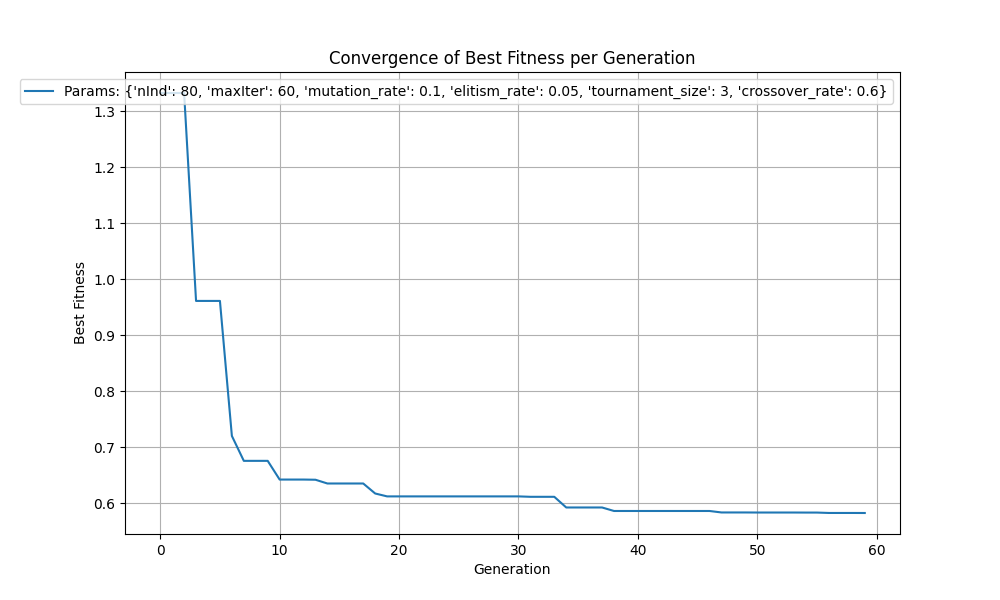 Convergence of Best Fitness per Generation
Params: {'nInd': 80, 'maxIter': 60, 'mutation_rate': 0.1, 'elitism_rate': 0.05, 'tournament_size': 3, 'crossover_rate': 0.6}
Best Fitness
1.3
1.2
1.1
1.0
0.9
0.8
0.7
0.6
0 10 20 30 40 50 60
Generation